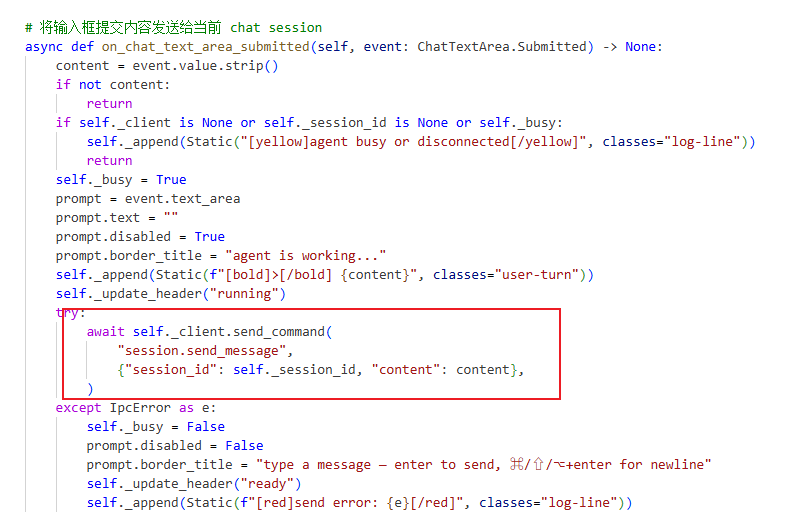 # 将输入框提交内容发送给当前 chat session
async def on_chat_text_area_submitted(self, event: ChatTextArea.Submitted) -> None:
    content = event.value.strip()
    if not content:
        return
    if self._client is None or self._session_id is None or self._busy:
        self._append(Static("[yellow]agent busy or disconnected[/yellow]", classes="log-line"))
        return
    self._busy = True
    prompt = event.text_area
    prompt.text = ""
    prompt.disabled = True
    prompt.border_title = "agent is working..."
    self._append(Static(f"[bold]>[/bold] {content}", classes="user-turn"))
    self._update_header("running")
    try:
        await self._client.send_command(
            "session.send_message",
            {"session_id": self._session_id, "content": content},
        )
    except IpcError as e:
        self._busy = False
        prompt.disabled = False
        prompt.border_title = "type a message — enter to send, ⌘/⇧/⌥+enter for newline"
        self._update_header("ready")
        self._append(Static(f"[red]send error: {e}[/red]", classes="log-line"))